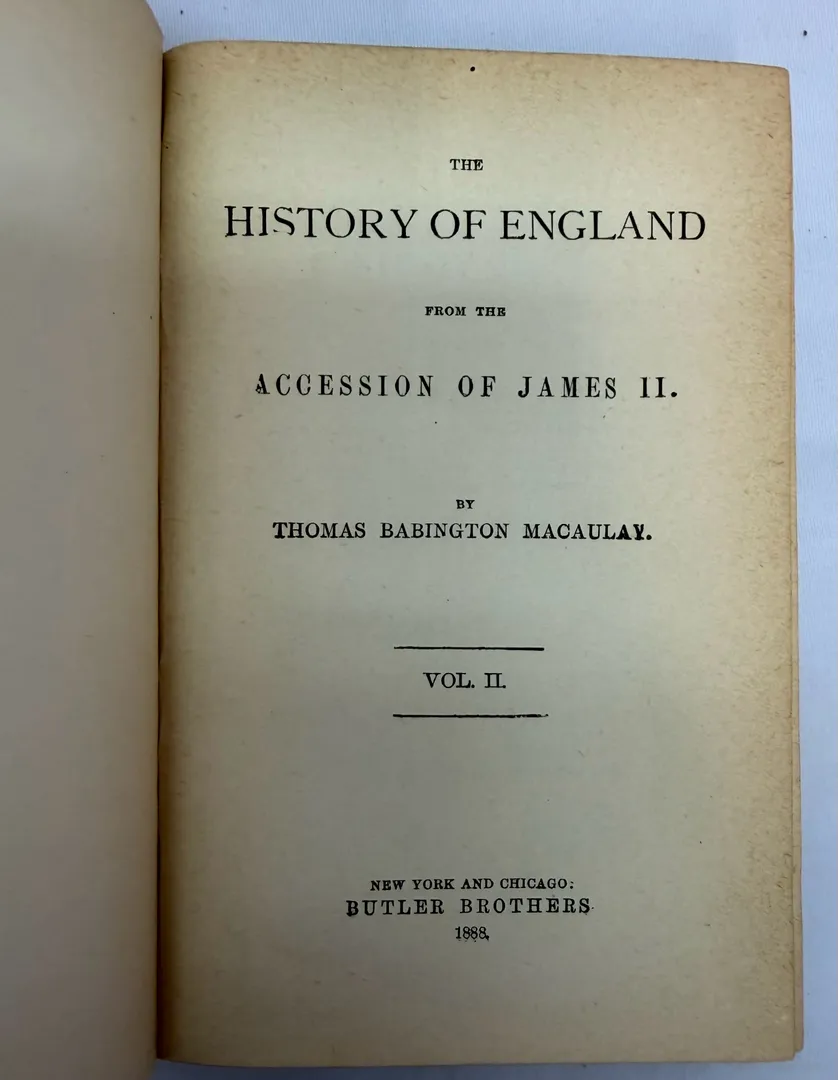 THE
HISTORY OF ENGLAND
FROM THE
ACCESSION OF JAMES II.
BY
THOMAS BABINGTON MACAULAY.
VOL. II.
NEW YORK AND CHICAGO:
BUTLER BROTHERS
1888.